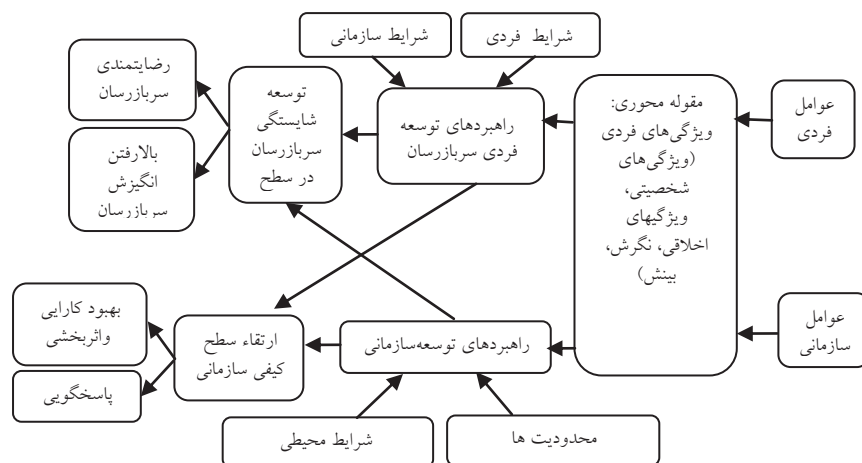 شرایط فردی
شرایط سازمانی
عوامل
فردی
مقوله محوری:
ویژگی‌های فردی
(ویژگی‌های
شخصیتی،
ویژگیهای
اخلاقی، نگرش،
بینش)
راهبردهای توسعه
فردی سربازرسان
توسعه
شایستگی
سربازرسان
در سطح
رضایتمندی
سربازرسان
بالارفتن
انگیزش
سربازرسان
عوامل
سازمانی
راهبردهای توسعه‌سازمانی
ارتقاء سطح
کیفی سازمانی
بهبود کارایی
واثربخشی
پاسخگویی
محدودیت ها
شرایط محیطی